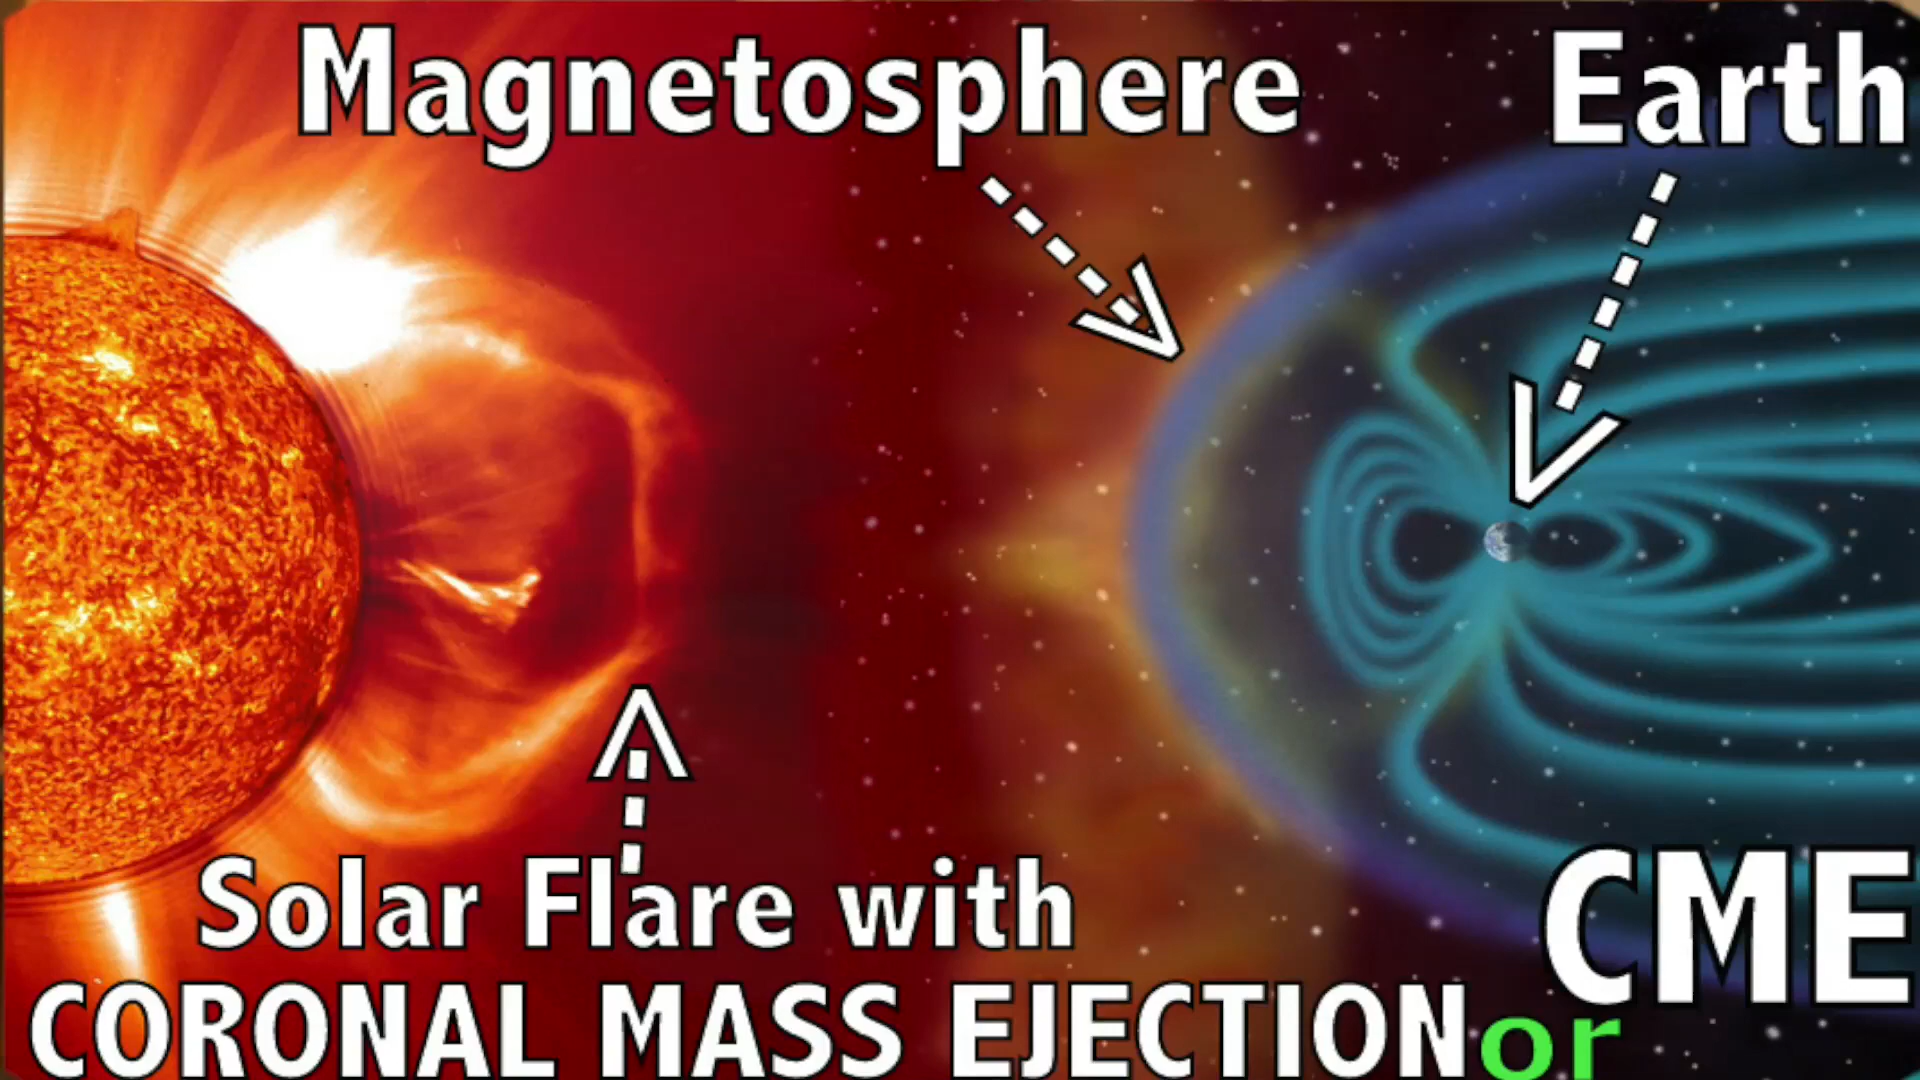 Magnetosphere
Earth
Solar Flare with
CORONAL MASS EJECTION or
CME